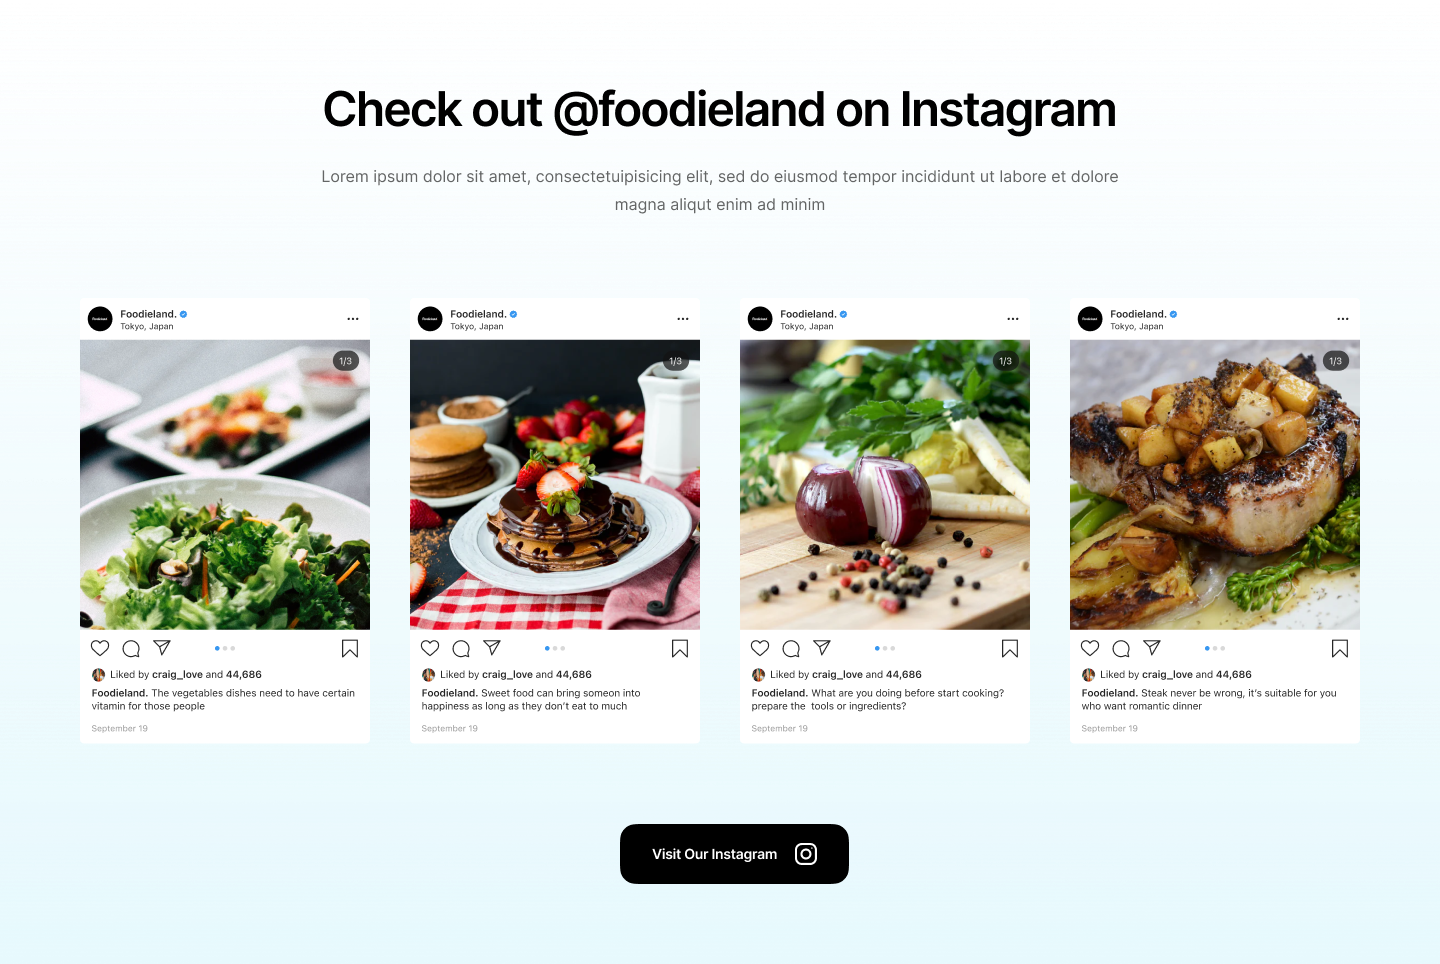 Check out @foodieland on Instagram
Lorem ipsum dolor sit amet, consectetuipisicing elit, sed do eiusmod tempor incididunt ut labore et dolore
magna aliqut enim ad minim
Foodieland.
Tokyo, Japan
1/3
Liked by craig_love and 44,686
Foodieland. The vegetables dishes need to have certain
vitamin for those people
September 19
Foodieland.
Tokyo, Japan
1/3
Liked by craig_love and 44,686
Foodieland. Sweet food can bring someon into
happiness as long as they don’t eat to much
September 19
Foodieland.
Tokyo, Japan
1/3
Liked by craig_love and 44,686
Foodieland. What are you doing before start cooking?
prepare the  tools or ingredients?
September 19
Foodieland.
Tokyo, Japan
1/3
Liked by craig_love and 44,686
Foodieland. Steak never be wrong, it’s suitable for you
who want romantic dinner
September 19
Visit Our Instagram